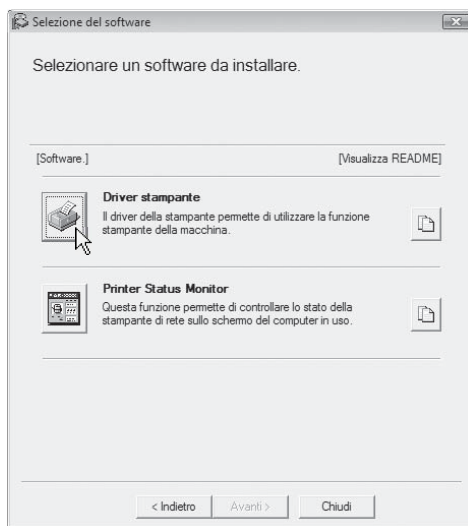 Selezione del software
Selezionare un software da installare.
[Software.] [Visualizza README]
Driver stampante
Il driver della stampante permette di utilizzare la funzione
stampante della macchina.
Printer Status Monitor
Questa funzione permette di controllare lo stato della
stampante di rete sullo schermo del computer in uso.
< Indietro Avanti > Chiudi